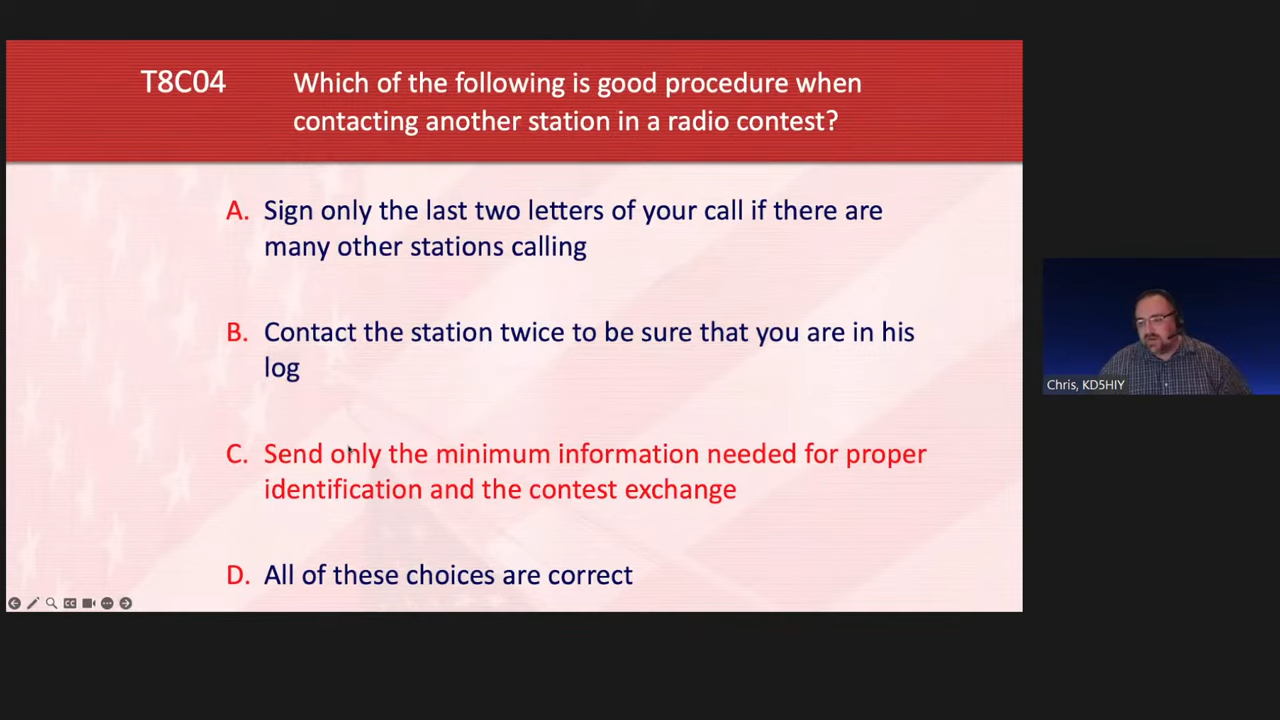 T8C04 Which of the following is good procedure when
contacting another station in a radio contest?
A. Sign only the last two letters of your call if there are
many other stations calling
B. Contact the station twice to be sure that you are in his
log
C. Send only the minimum information needed for proper
identification and the contest exchange
D. All of these choices are correct
Chris, KD5HIY